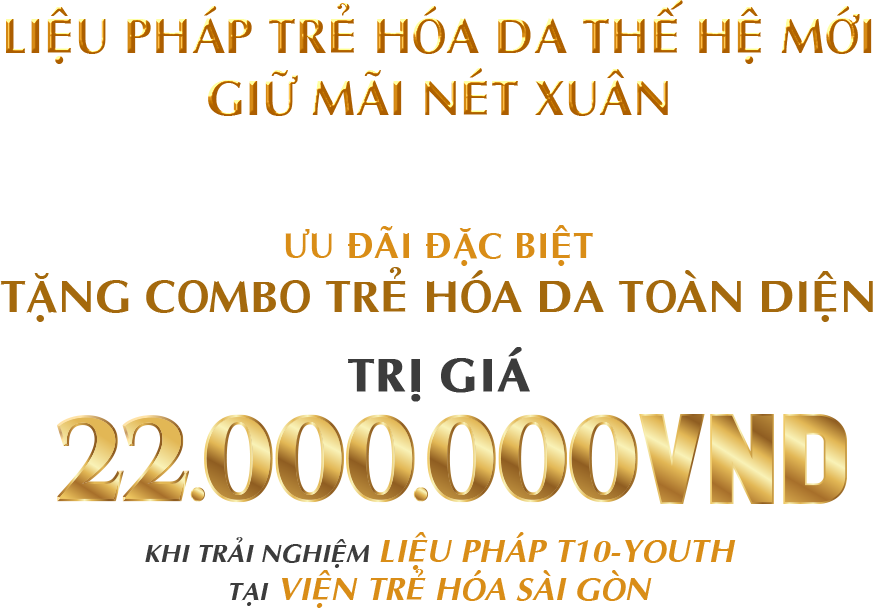 LIỆU PHÁP TRẺ HÓA DA THẾ HỆ MỚI
GIỮ MÃI NÉT XUÂN
ƯU ĐÃI ĐẶC BIỆT
TẶNG COMBO TRẺ HÓA DA TOÀN DIỆN
TRỊ GIÁ
22.000.000VND
KHI TRẢI NGHIỆM LIỆU PHÁP T10-YOUTH
TẠI VIỆN TRẺ HÓA SÀI GÒN